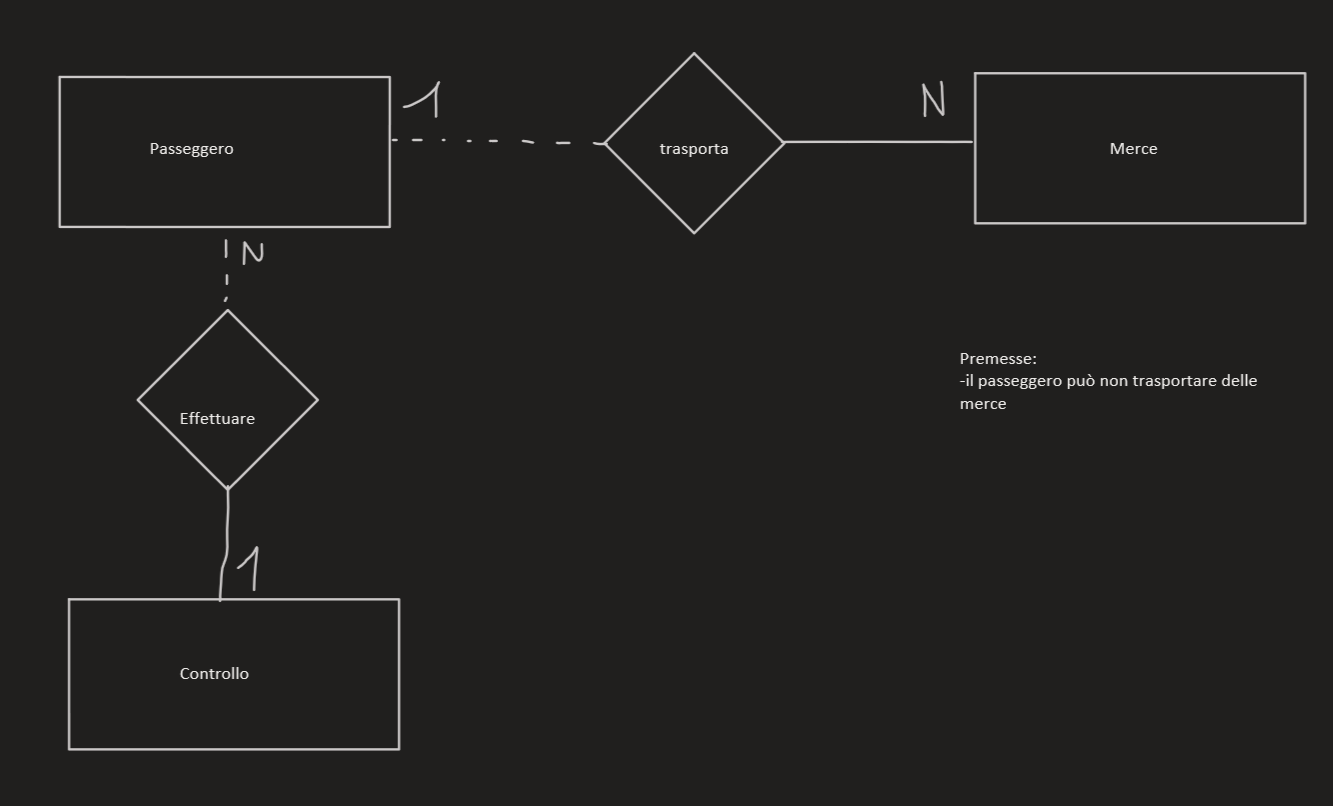 1
N
Passeggero
trasporta
Merce
N
Premesse:
-il passeggero può non trasportare delle
merce
Effettuare
1
Controllo